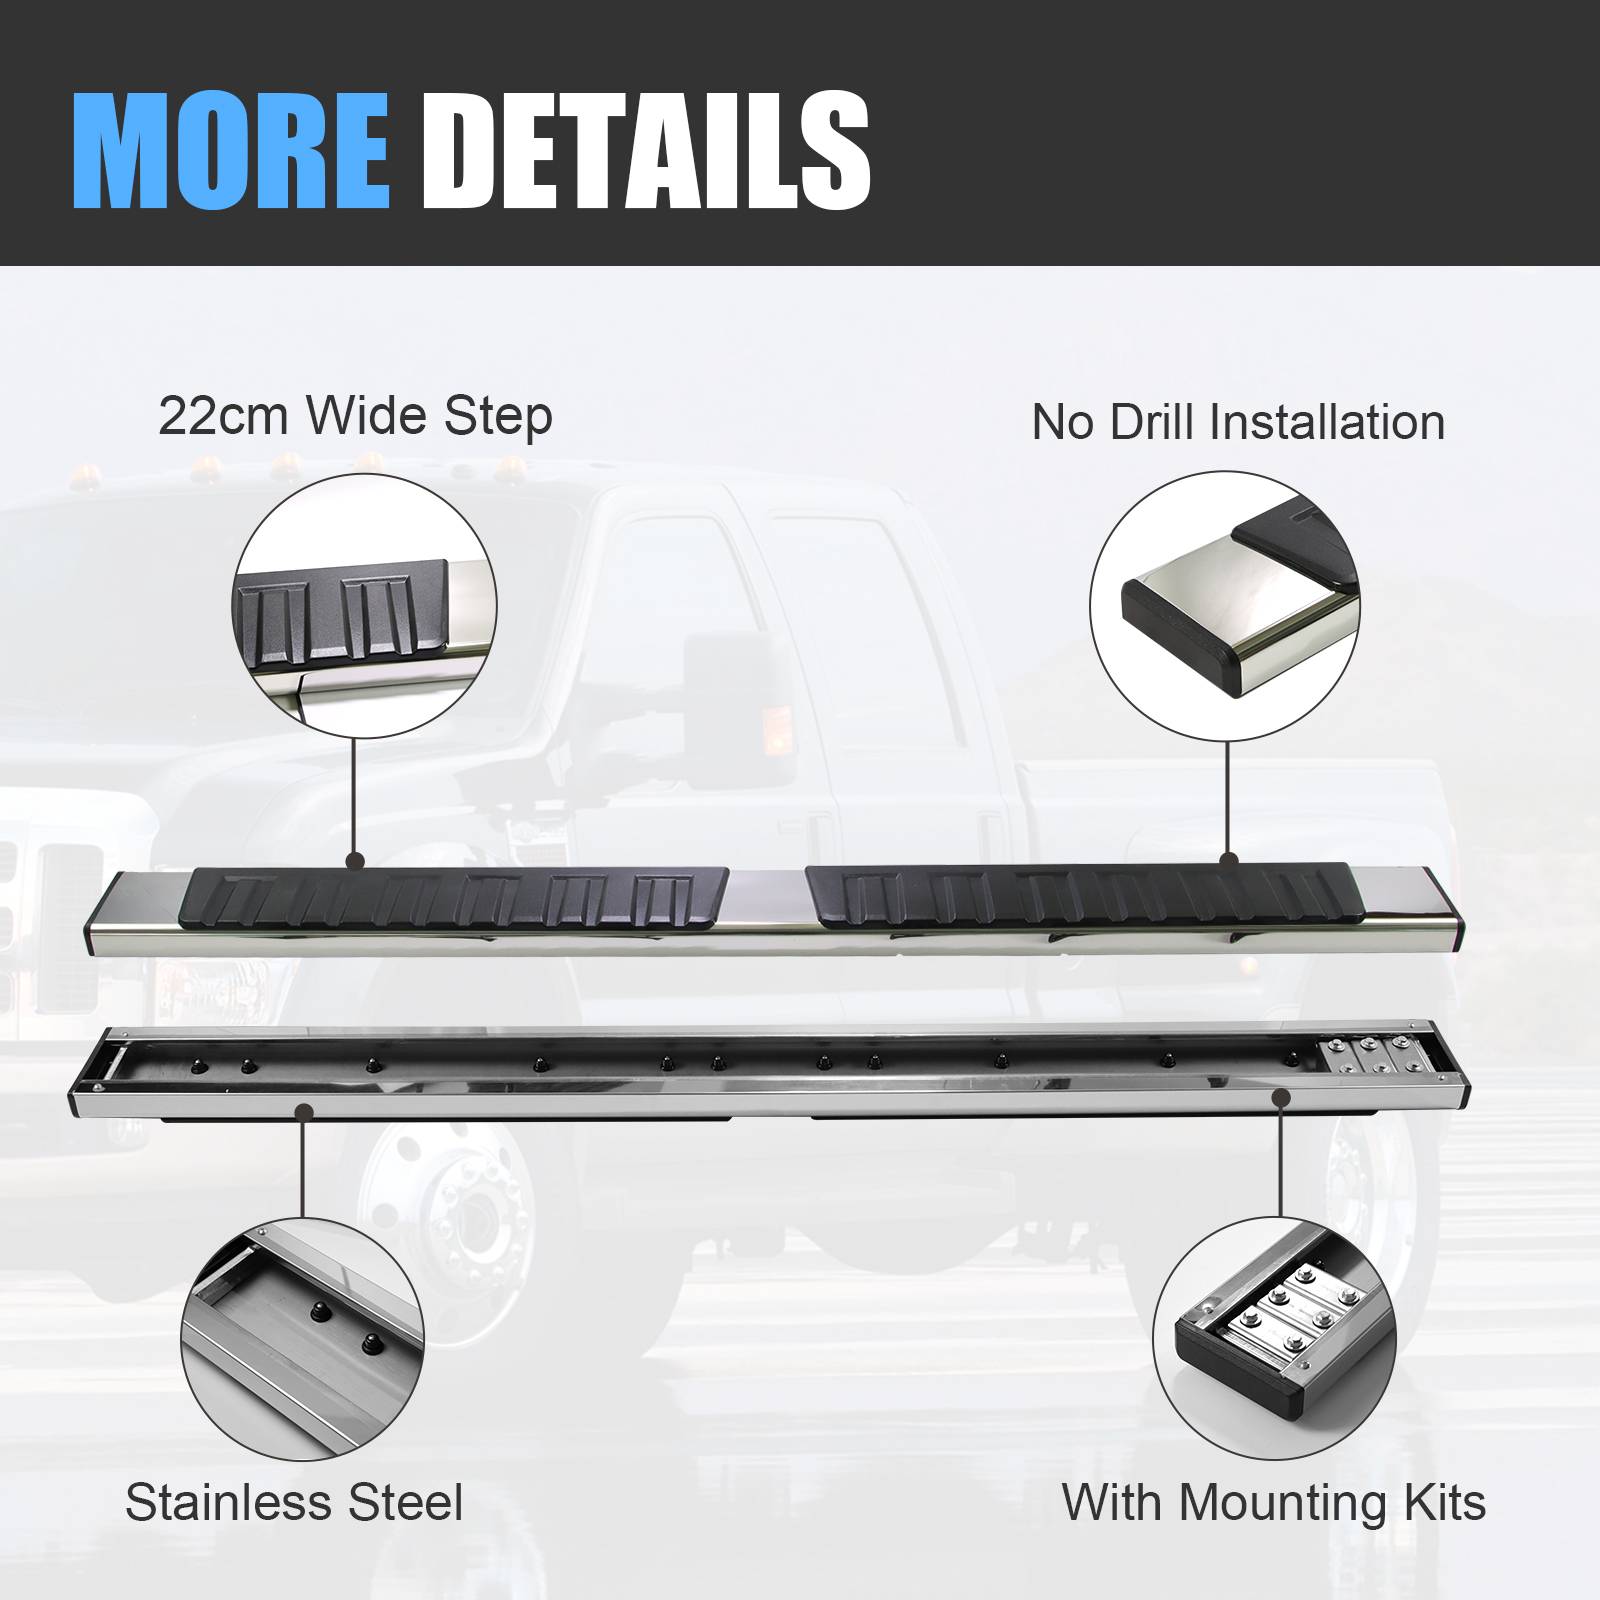 MORE DETAILS
22cm Wide Step
No Drill Installation
Stainless Steel
With Mounting Kits